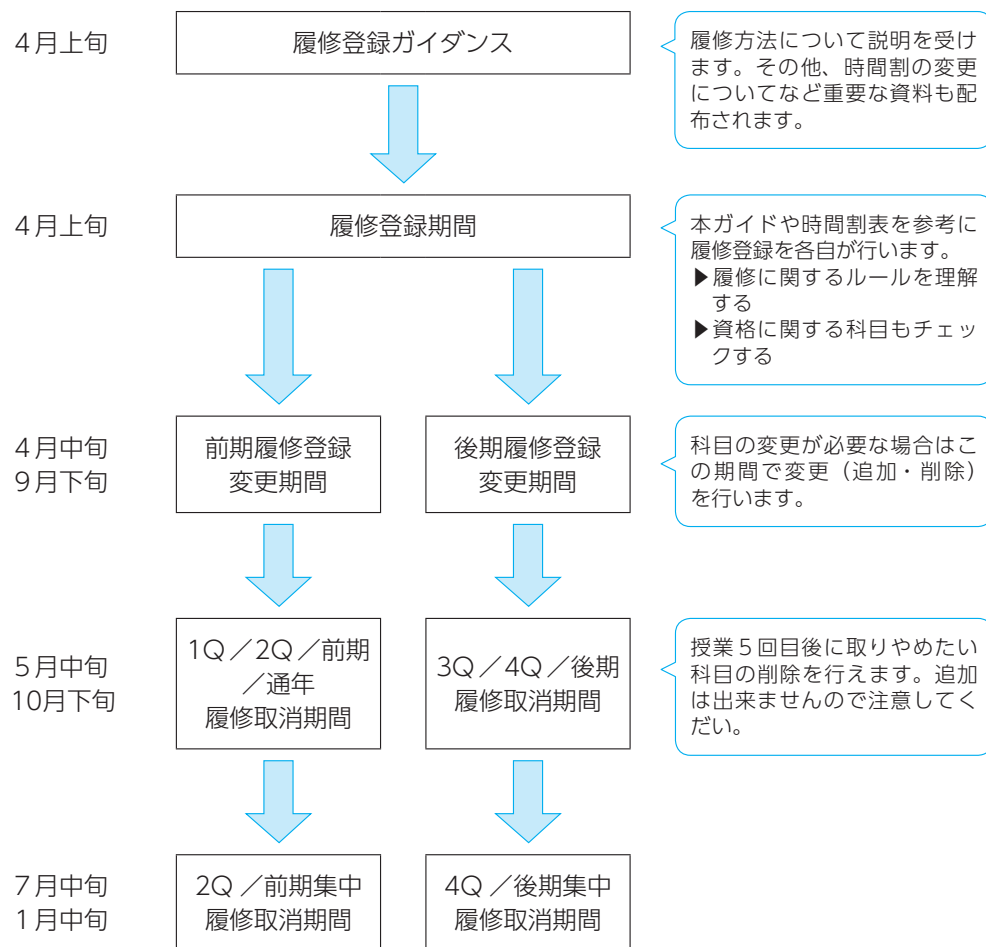 4月上旬
履修登録ガイダンス
履修方法について説明を受け
ます。その他、時間割の変更
についてなど重要な資料も配
布されます。
4月上旬
履修登録期間
本ガイドや時間割表を参考に
履修登録を各自が行います。
▶履修に関するルールを理解
する
▶資格に関する科目もチェッ
クする
4月中旬
9月下旬
前期履修登録
変更期間
後期履修登録
変更期間
科目の変更が必要な場合はこ
の期間で変更（追加・削除）
を行います。
5月中旬
10月下旬
1Q／2Q／前期
／通年
履修取消期間
3Q／4Q／後期
履修取消期間
授業５回目後に取りやめたい
科目の削除を行えます。追加
は出来ませんので注意してく
だい。
7月中旬
1月中旬
2Q／前期集中
履修取消期間
4Q／後期集中
履修取消期間